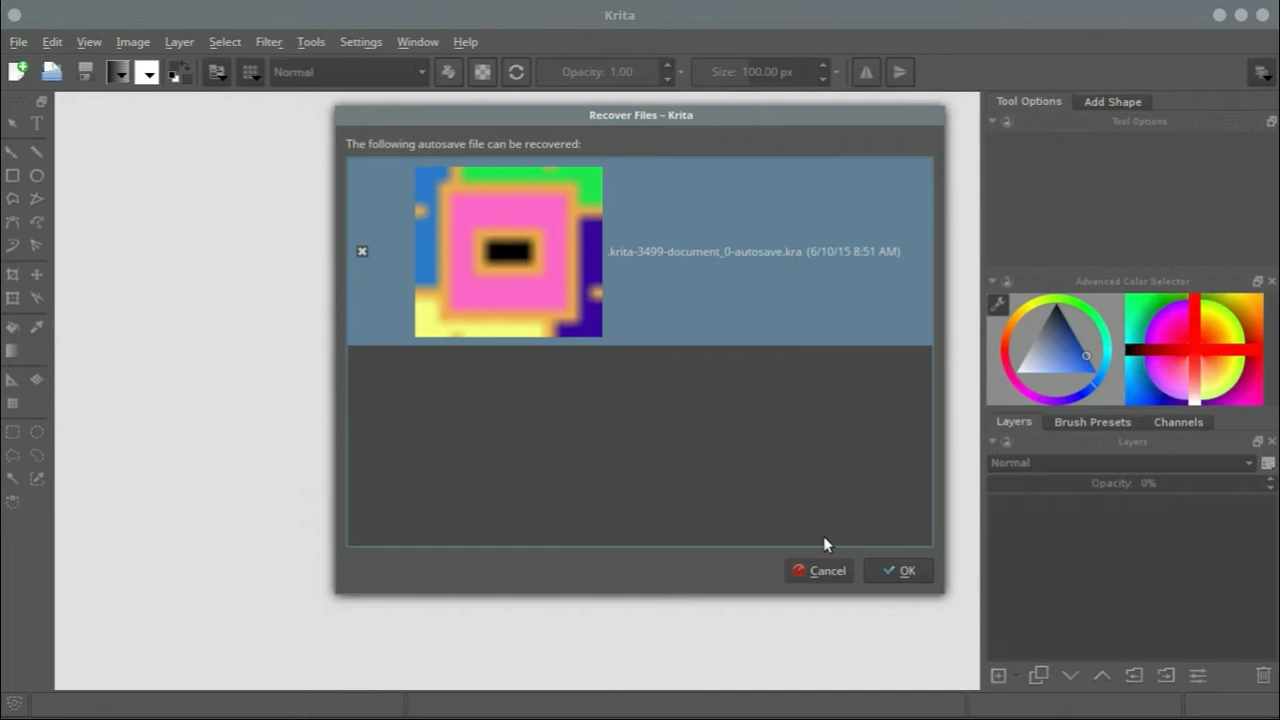 Krita
File Edit View Image Layer Select Filter Tools Settings Window Help
Normal Opacity: 1.00 Size: 100.00 px
Tool Options Add Shape
Tool Options
Recover Files – Krita
The following autosave file can be recovered:
.krita-3499-document_0-autosave.kra (6/10/15 8:51 AM)
Cancel OK
Advanced Color Selector
Layers Brush Presets Channels
Layers
Normal
Opacity: 0%